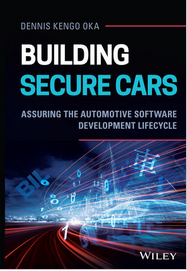 DENNIS KENGO OKA
BUILDING
SECURE CARS
ASSURING THE AUTOMOTIVE SOFTWARE
DEVELOPMENT LIFECYCLE
WILEY